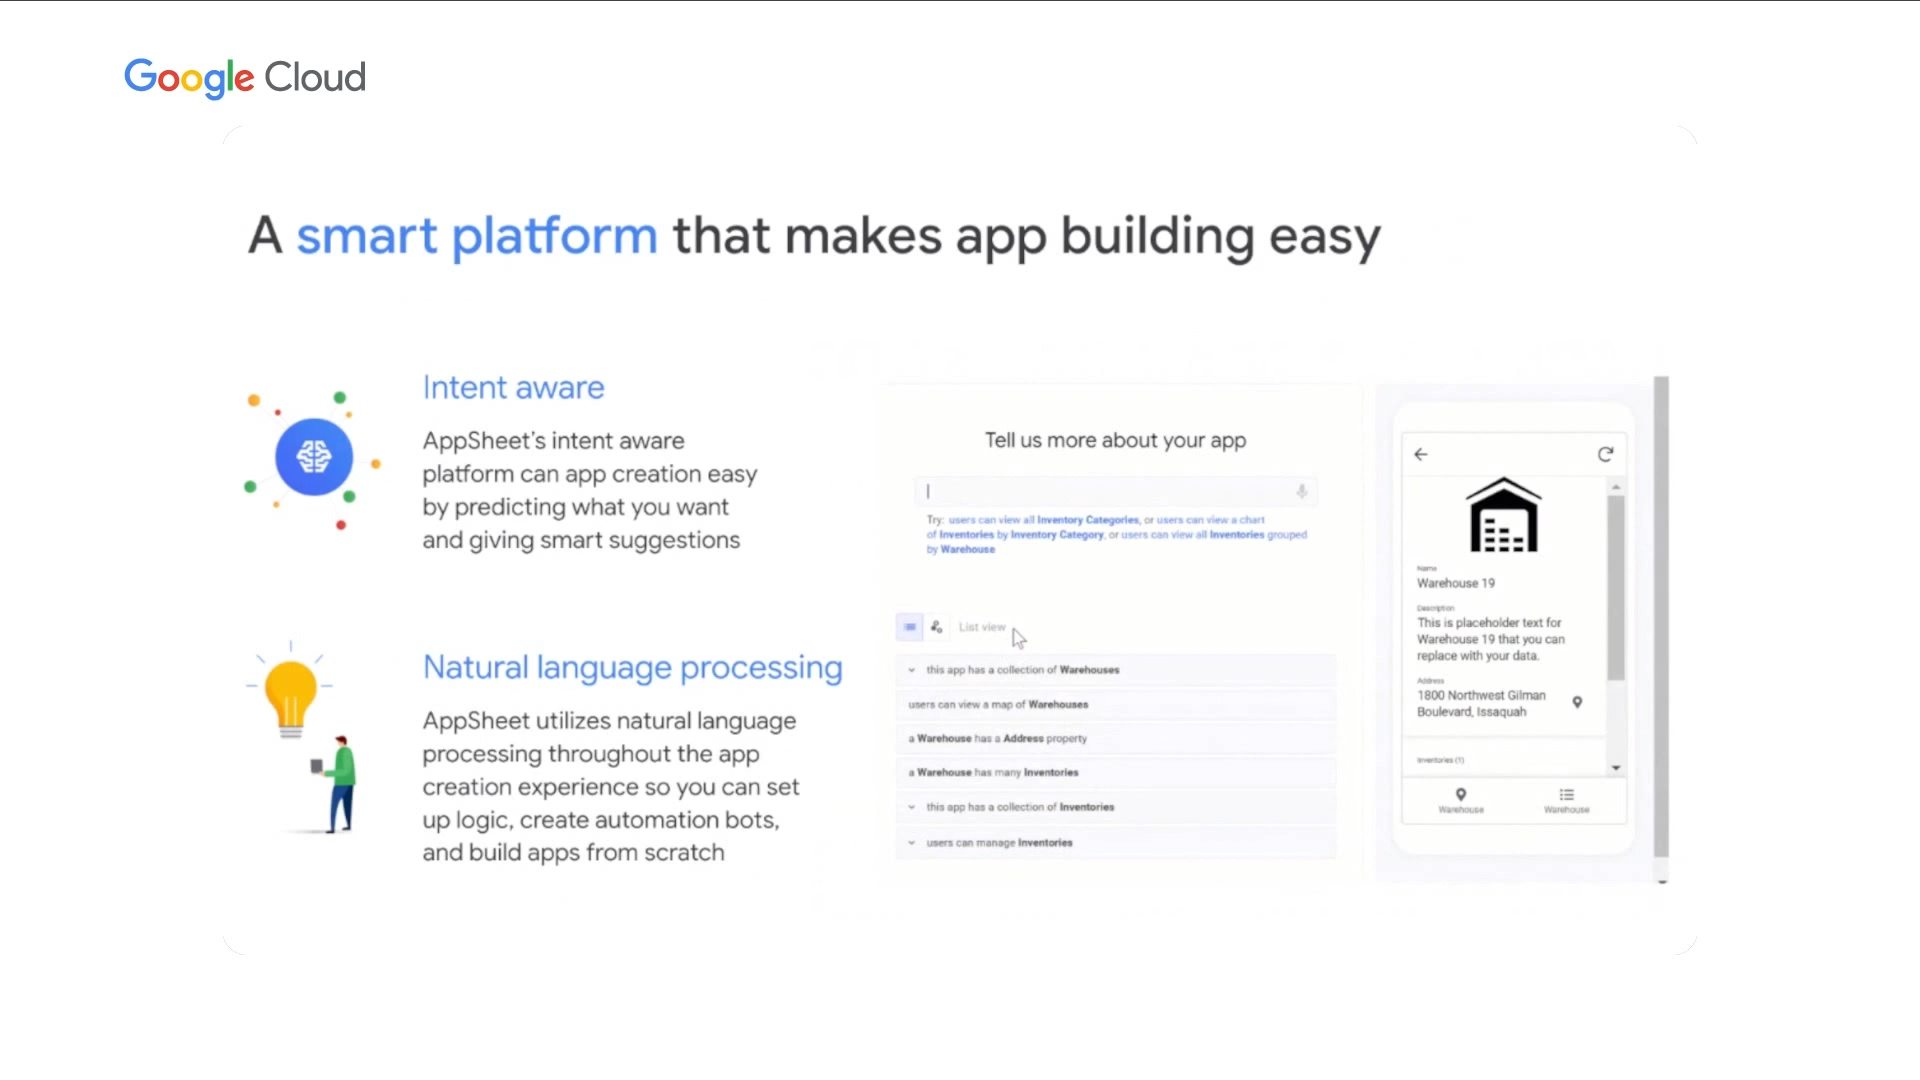 Google Cloud
A smart platform that makes app building easy
Intent aware
AppSheet’s intent aware
platform can app creation easy
by predicting what you want
and giving smart suggestions
Natural language processing
AppSheet utilizes natural language
processing throughout the app
creation experience so you can set
up logic, create automation bots,
and build apps from scratch
Tell us more about your app
Try: users can view all Inventory Categories, or users can view a chart
of Inventories by Inventory Category, or users can view all Inventories grouped
by Warehouse
List view
this app has a collection of Warehouses
users can view a map of Warehouses
a Warehouse has a Address property
a Warehouse has many Inventories
this app has a collection of Inventories
users can manage Inventories
Name
Warehouse 19
Description
This is placeholder text for
Warehouse 19 that you can
replace with your data.
Address
1800 Northwest Gilman
Boulevard, Issaquah
Inventories (1)
Warehouse
Warehouse